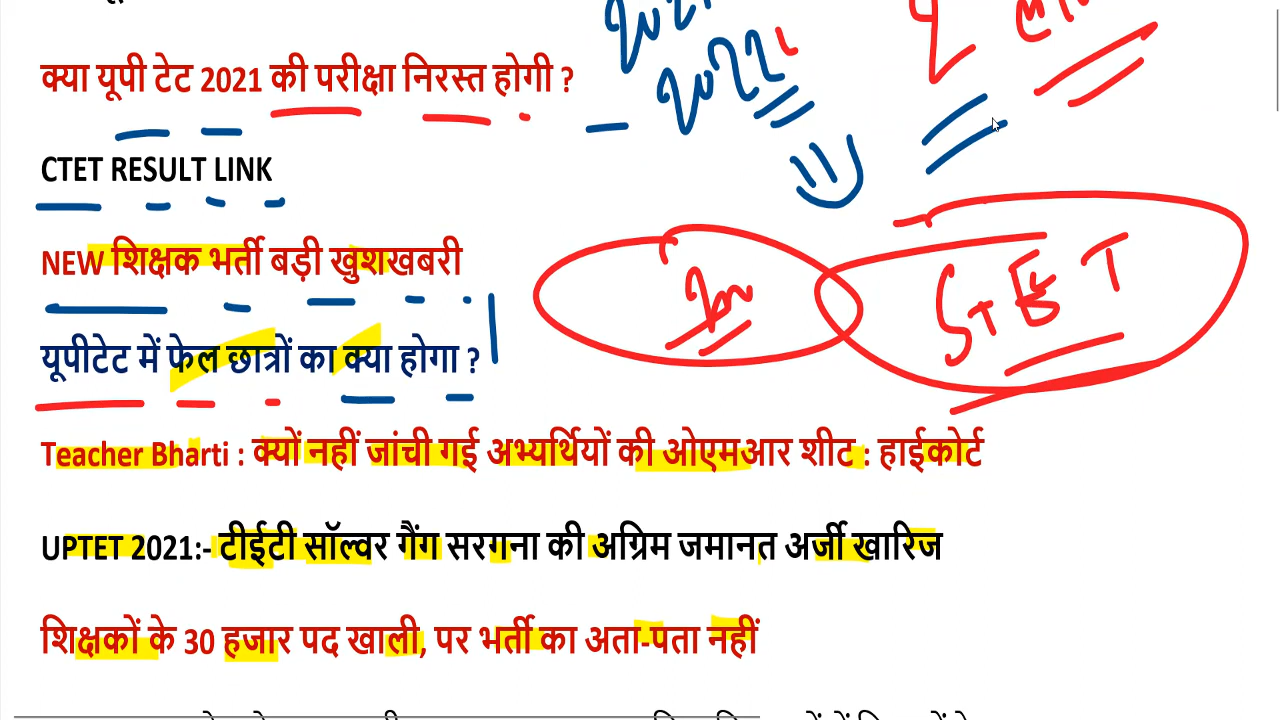 2021
2022
क्या यूपी टेट 2021 की परीक्षा निरस्त होगी ?
CTET RESULT LINK
NEW शिक्षक भर्ती बड़ी खुशखबरी
STET
यूपीटेट में फेल छात्रों का क्या होगा ?
Teacher Bharti : क्यों नहीं जांची गई अभ्यर्थियों की ओएमआर शीट : हाईकोर्ट
UPTET 2021:- टीईटी सॉल्वर गैंग सरगना की अग्रिम जमानत अर्जी खारिज
शिक्षकों के 30 हजार पद खाली, पर भर्ती का अता-पता नहीं